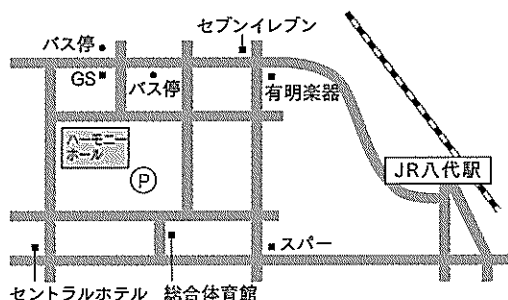 セブンイレブン
バス停
GS
バス停
有明楽器
ハーモニー
ホール
P
JR八代駅
スパー
セントラルホテル
総合体育館